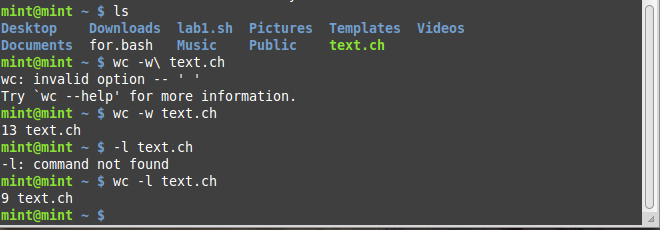 mint@mint ~ $ ls
Desktop    Downloads  lab1.sh  Pictures  Templates  Videos
Documents  for.bash   Music    Public    text.ch
mint@mint ~ $ wc -w\ text.ch
wc: invalid option -- ' '
Try `wc --help' for more information.
mint@mint ~ $ wc -w text.ch
13 text.ch
mint@mint ~ $ -l text.ch
-l: command not found
mint@mint ~ $ wc -l text.ch
9 text.ch
mint@mint ~ $